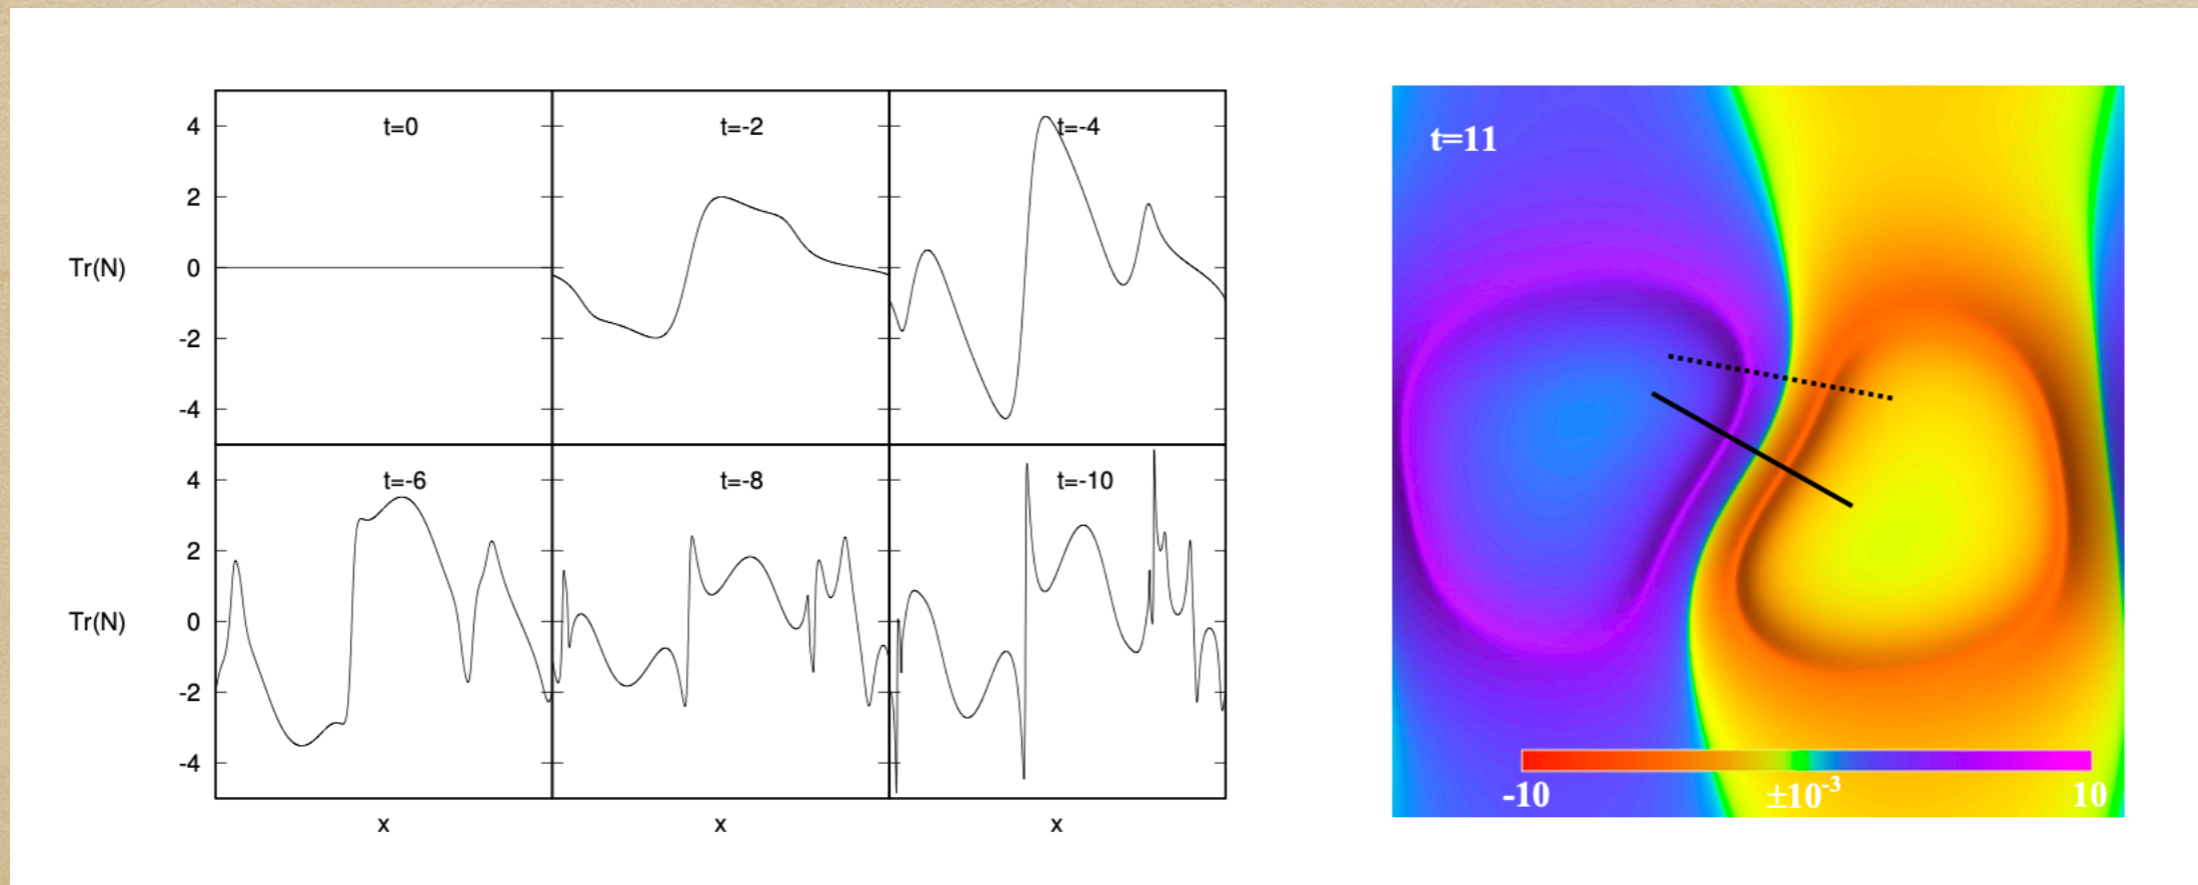 t=0 t=-2 t=-4
4
2
Tr(N) 0
-2
-4
t=-6 t=-8 t=-10
4
2
Tr(N) 0
-2
-4
x x x
t=11
-10 ±10⁻³ 10